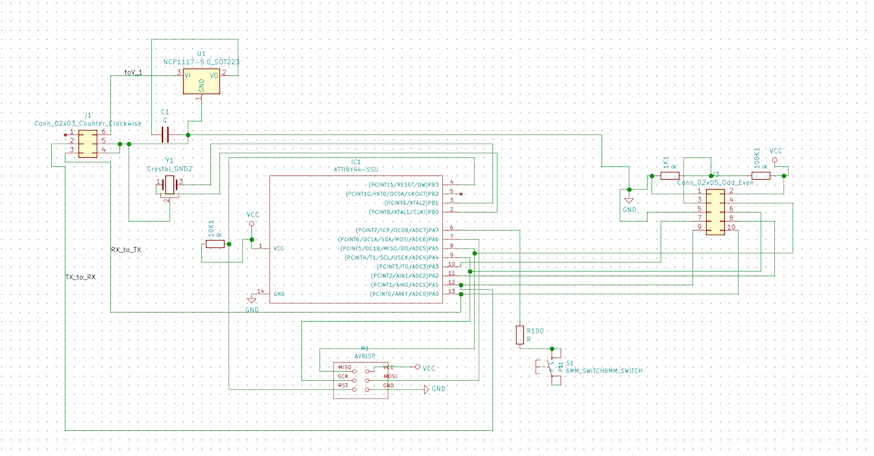 U1
NCP1117-5.0_SOT223
toV_1
3
VI
VO
2
GND
1
C1
C
J1
Conn_02x03_Counter_Clockwise
1
6
2
5
3
4
Y1
Crystal_GND2
1
3
2
IC1
ATTINY44-SSU
(PCINT11/RESET/DW)PB3
4
(PCINT10/INT0/OC0A/CKOUT)PB2
5
(PCINT9/XTAL2)PB1
3
(PCINT8/XTAL1/CLKI)PB0
2
(PCINT7/ICP/OC0B/ADC7)PA7
6
(PCINT6/OC1A/SDA/MOSI/ADC6)PA6
7
(PCINT5/OC1B/MISO/DO/ADC5)PA5
8
(PCINT4/T1/SCL/USCK/ADC4)PA4
9
(PCINT3/T0/ADC3)PA3
10
(PCINT2/AIN1/ADC2)PA2
11
(PCINT1/AIN0/ADC1)PA1
12
(PCINT0/AREF/ADC0)PA0
13
1
VCC
14
GND
VCC
10K1
R
GND
RX_to_TX
TX_to_RX
1K1
R
100K1
R
VCC
J3
Conn_02x05_Odd_Even
1
2
3
4
5
6
7
8
9
10
GND
R100
R
S1
6MM_SWITCH6MM_SWITCH
M1
AVRISP
MISO
VCC
SCK
MOSI
RST
GND
VCC
GND